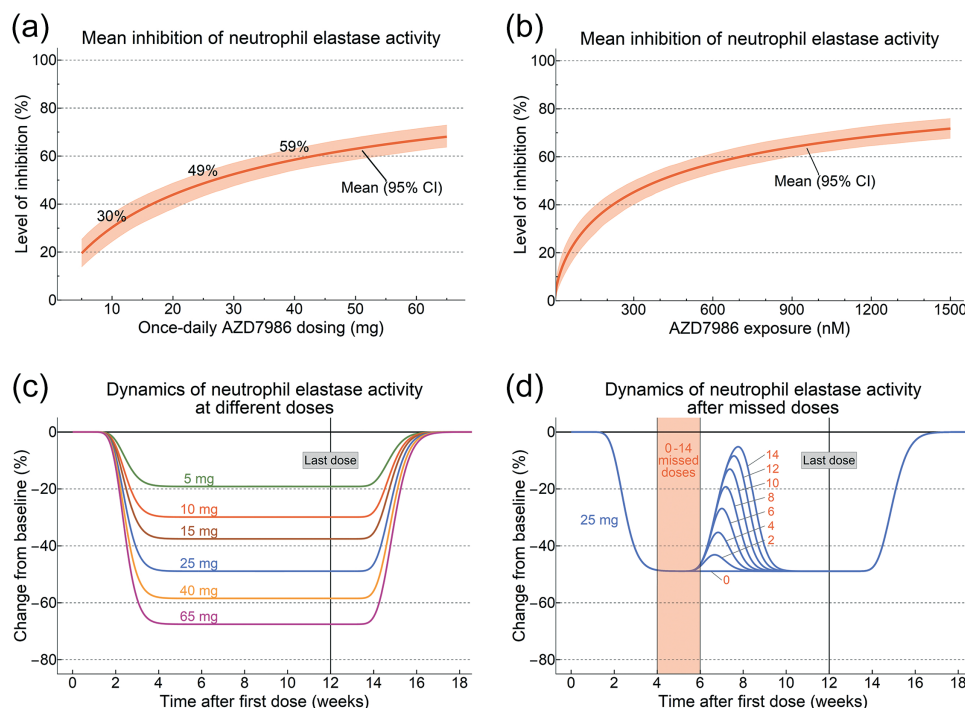 (a)
Mean inhibition of neutrophil elastase activity
Level of inhibition (%)
100
80
60
40
20
0
30%
49%
59%
Mean (95% CI)
10
20
30
40
50
60
Once-daily AZD7986 dosing (mg)
(b)
Mean inhibition of neutrophil elastase activity
Level of inhibition (%)
100
80
60
40
20
0
Mean (95% CI)
300
600
900
1200
1500
AZD7986 exposure (nM)
(c)
Dynamics of neutrophil elastase activity
at different doses
Change from baseline (%)
0
−20
−40
−60
−80
Last dose
5 mg
10 mg
15 mg
25 mg
40 mg
65 mg
0
2
4
6
8
10
12
14
16
18
Time after first dose (weeks)
(d)
Dynamics of neutrophil elastase activity
after missed doses
Change from baseline (%)
0
−20
−40
−60
−80
0-14
missed
doses
Last dose
14
12
10
8
6
4
2
0
25 mg
0
2
4
6
8
10
12
14
16
18
Time after first dose (weeks)